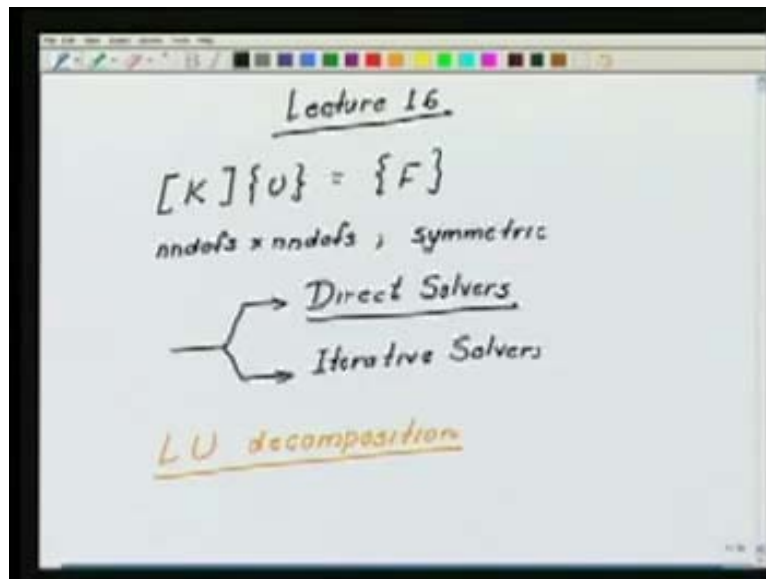 Lecture 16
[K]{U} = {F}
nndofs x nndofs, symmetric
Direct Solvers
Iterative Solvers
LU decomposition